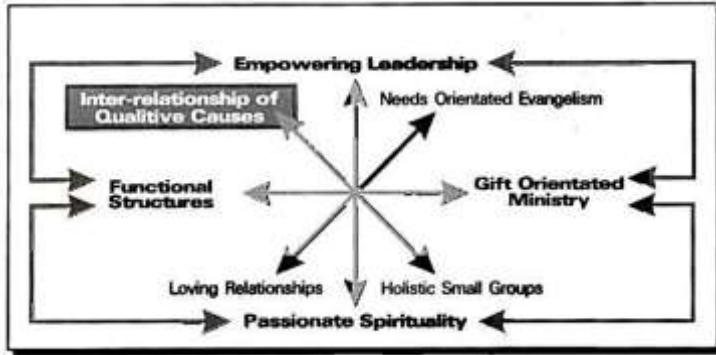 Empowering Leadership
Inter-relationship of
Qualitive Causes
Needs Orientated Evangelism
Functional
Structures
Gift Orientated
Ministry
Loving Relationships
Holistic Small Groups
Passionate Spirituality